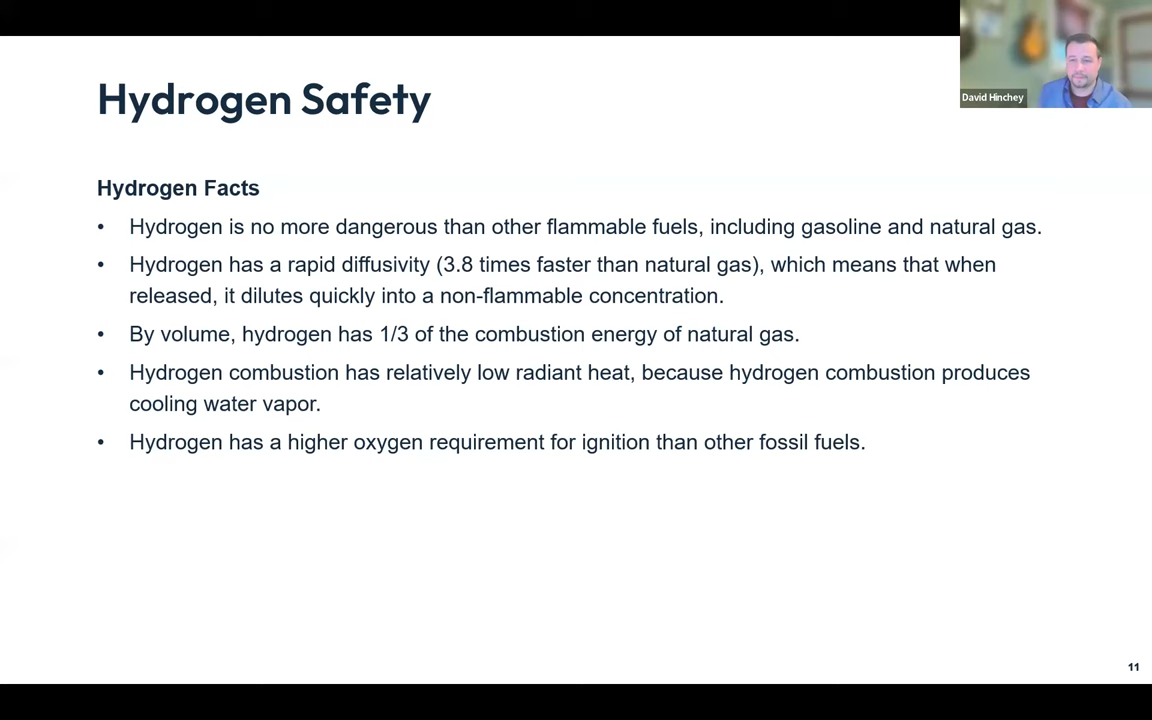 Hydrogen Safety
David Hinchey
Hydrogen Facts
• Hydrogen is no more dangerous than other flammable fuels, including gasoline and natural gas.
• Hydrogen has a rapid diffusivity (3.8 times faster than natural gas), which means that when
released, it dilutes quickly into a non-flammable concentration.
• By volume, hydrogen has 1/3 of the combustion energy of natural gas.
• Hydrogen combustion has relatively low radiant heat, because hydrogen combustion produces
cooling water vapor.
• Hydrogen has a higher oxygen requirement for ignition than other fossil fuels.
11